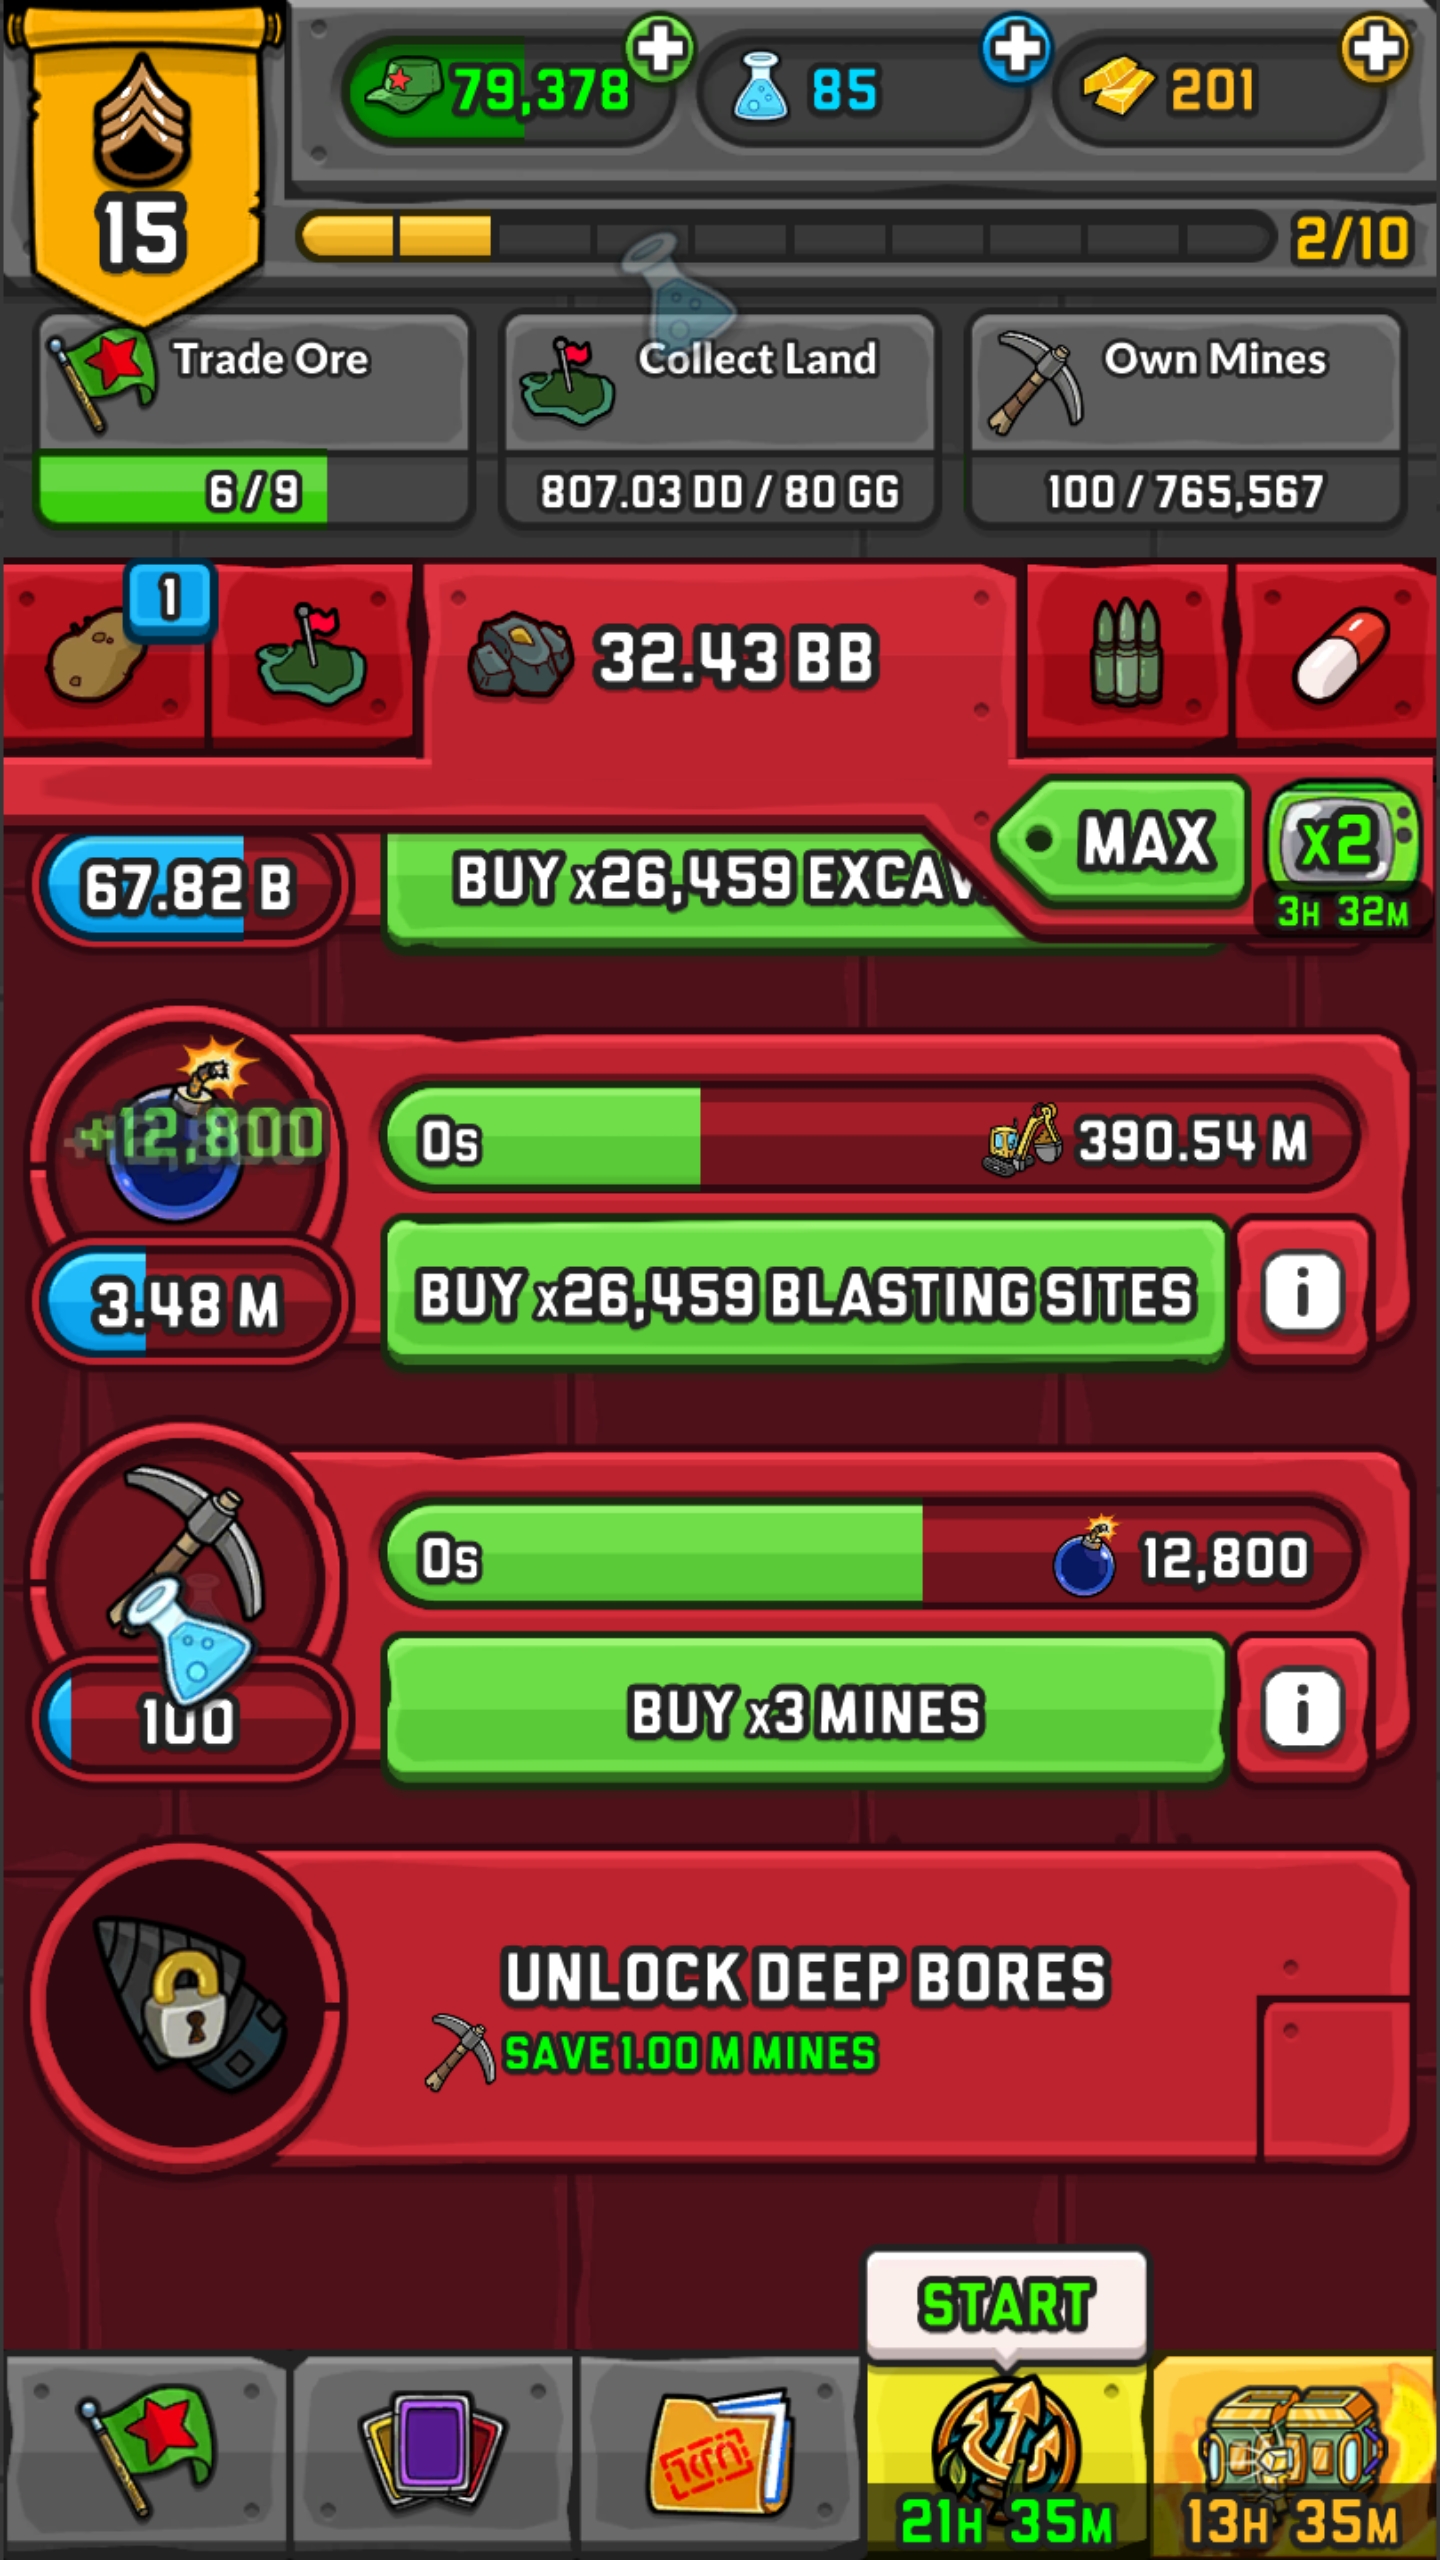 79,378
85
201
15
2/10
Trade Ore
Collect Land
Own Mines
6/9
807.03 DD / 80 GG
100 / 765,567
1
32.43 BB
MAX
x2
3H 32M
67.82 B
BUY x26,459 EXCAV
+12,800
0s
390.54 M
3.48 M
BUY x26,459 BLASTING SITES
i
0s
12,800
100
BUY x3 MINES
i
UNLOCK DEEP BORES
SAVE 1.00 M MINES
START
21H 35M
13H 35M